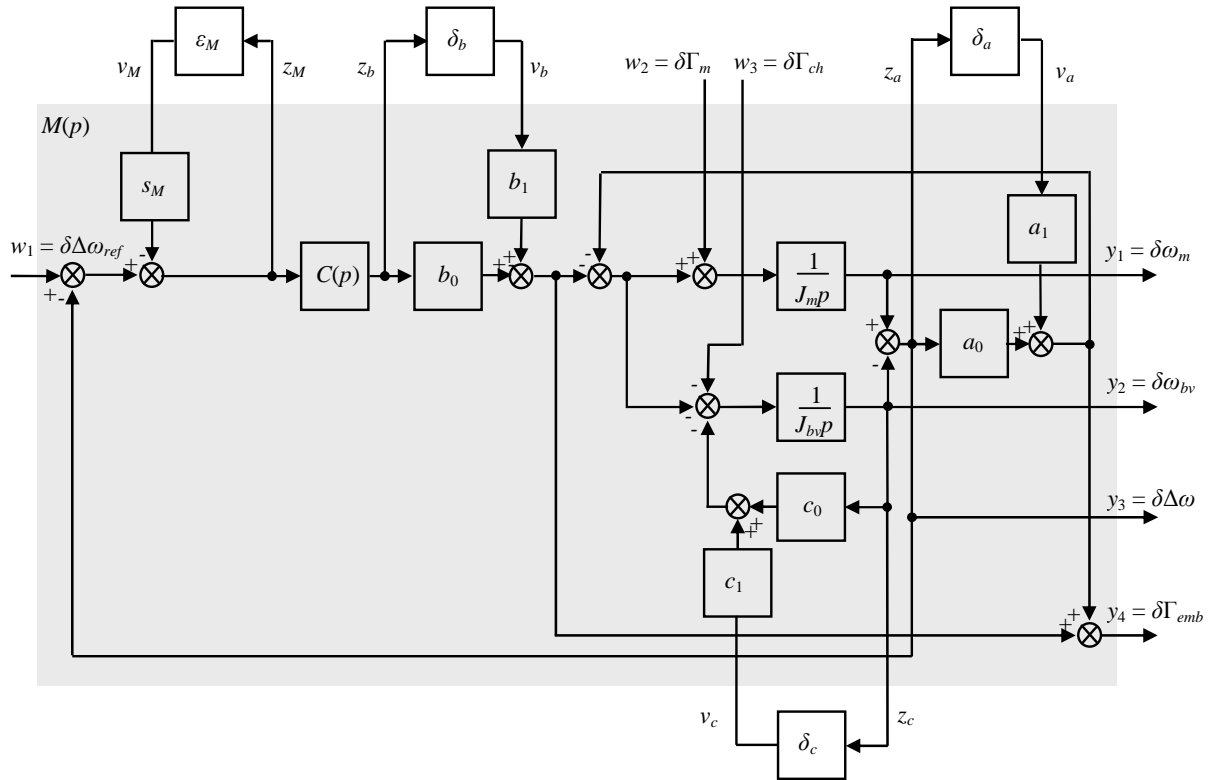 ε_M
δ_b
δ_a
v_M
z_M
z_b
v_b
w_2 = δΓ_m
w_3 = δΓ_ch
z_a
v_a
M(p)
s_M
b_1
a_1
w_1 = δΔω_ref
+
-
+
-
C(p)
b_0
+
+
-
-
+
+
1
J_m p
y_1 = δω_m
+
-
a_0
+
+
-
-
-
1
J_bv p
y_2 = δω_bv
c_0
+
+
y_3 = δΔω
c_1
+
+
y_4 = δΓ_emb
v_c
δ_c
z_c